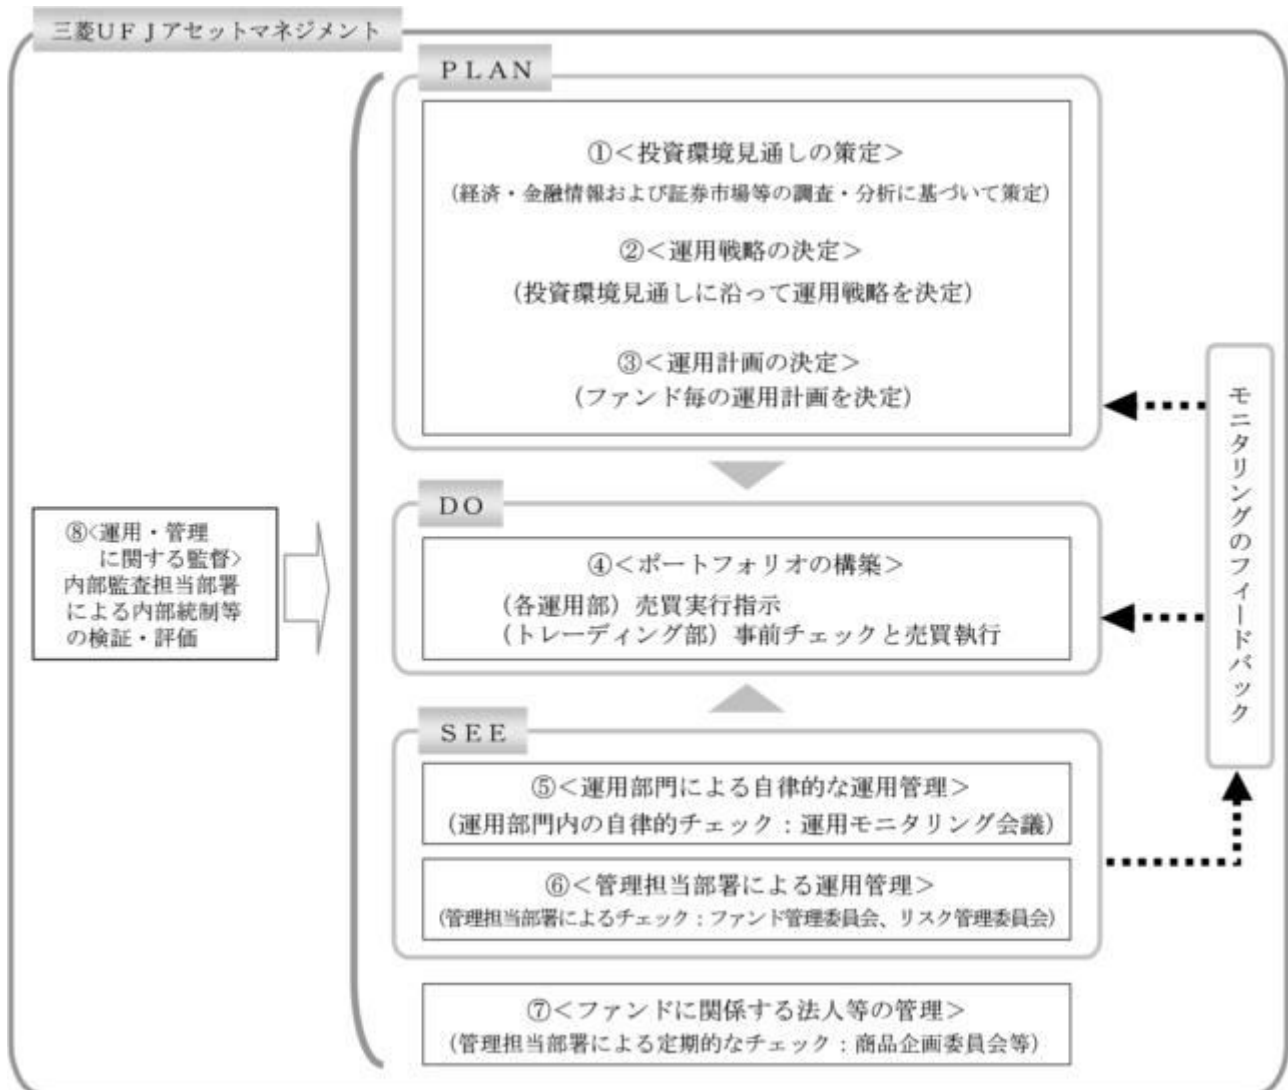 三菱UFJアセットマネジメント
PLAN
①<投資環境見通しの策定>
(経済・金融情報および証券市場等の調査・分析に基づいて策定)
②<運用戦略の決定>
(投資環境見通しに沿って運用戦略を決定)
③<運用計画の決定>
(ファンド毎の運用計画を決定)
DO
④<ポートフォリオの構築>
(各運用部)売買実行指示
(トレーディング部)事前チェックと売買執行
SEE
⑤<運用部門による自律的な運用管理>
(運用部門内の自律的チェック:運用モニタリング会議)
⑥<管理担当部署による運用管理>
(管理担当部署によるチェック:ファンド管理委員会、リスク管理委員会)
⑦<ファンドに関係する法人等の管理>
(管理担当部署による定期的なチェック:商品企画委員会等)
⑧<運用・管理
に関する監督>
内部監査担当部署
による内部統制等
の検証・評価
モニタリングのフィードバック